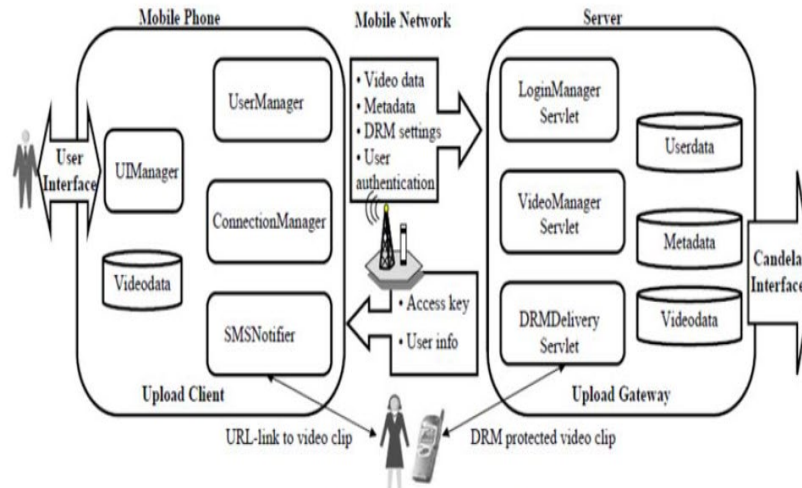 Mobile Phone
Mobile Network
Server
UserManager
UIManager
ConnectionManager
Videodata
SMSNotifier
Upload Client
User
Interface
• Video data
• Metadata
• DRM settings
• User
authentication
• Access key
• User info
LoginManager
Servlet
VideoManager
Servlet
DRMDelivery
Servlet
Userdata
Metadata
Videodata
Upload Gateway
Candela
Interface
URL-link to video clip
DRM protected video clip